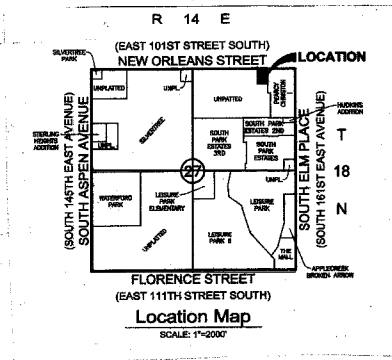 R 14 E
(EAST 101ST STREET SOUTH)
NEW ORLEANS STREET
LOCATION
SILVERTREE
PARK
UNPLATTED
UNPL.
UNPATTED
HUDKINS
ADDITION
STERLING
HEIGHTS
ADDITION
UNPL.
SILVERTREE
SOUTH
PARK
ESTATES
3RD
SOUTH PARK
ESTATES 2ND
SOUTH
PARK
ESTATES
UNPL.
(SOUTH 145TH EAST AVENUE)
SOUTH ASPEN AVENUE
SOUTH ELM PLACE
(SOUTH 161ST EAST AVENUE)
T
18
N
27
WATERFORD
PARK
LEISURE
PARK
ELEMENTARY
UNPLATTED
LEISURE
PARK II
LEISURE
PARK
THE
MALL
APPLECREEK
BROKEN ARROW
FLORENCE STREET
(EAST 111TH STREET SOUTH)
Location Map
SCALE: 1"=2000'